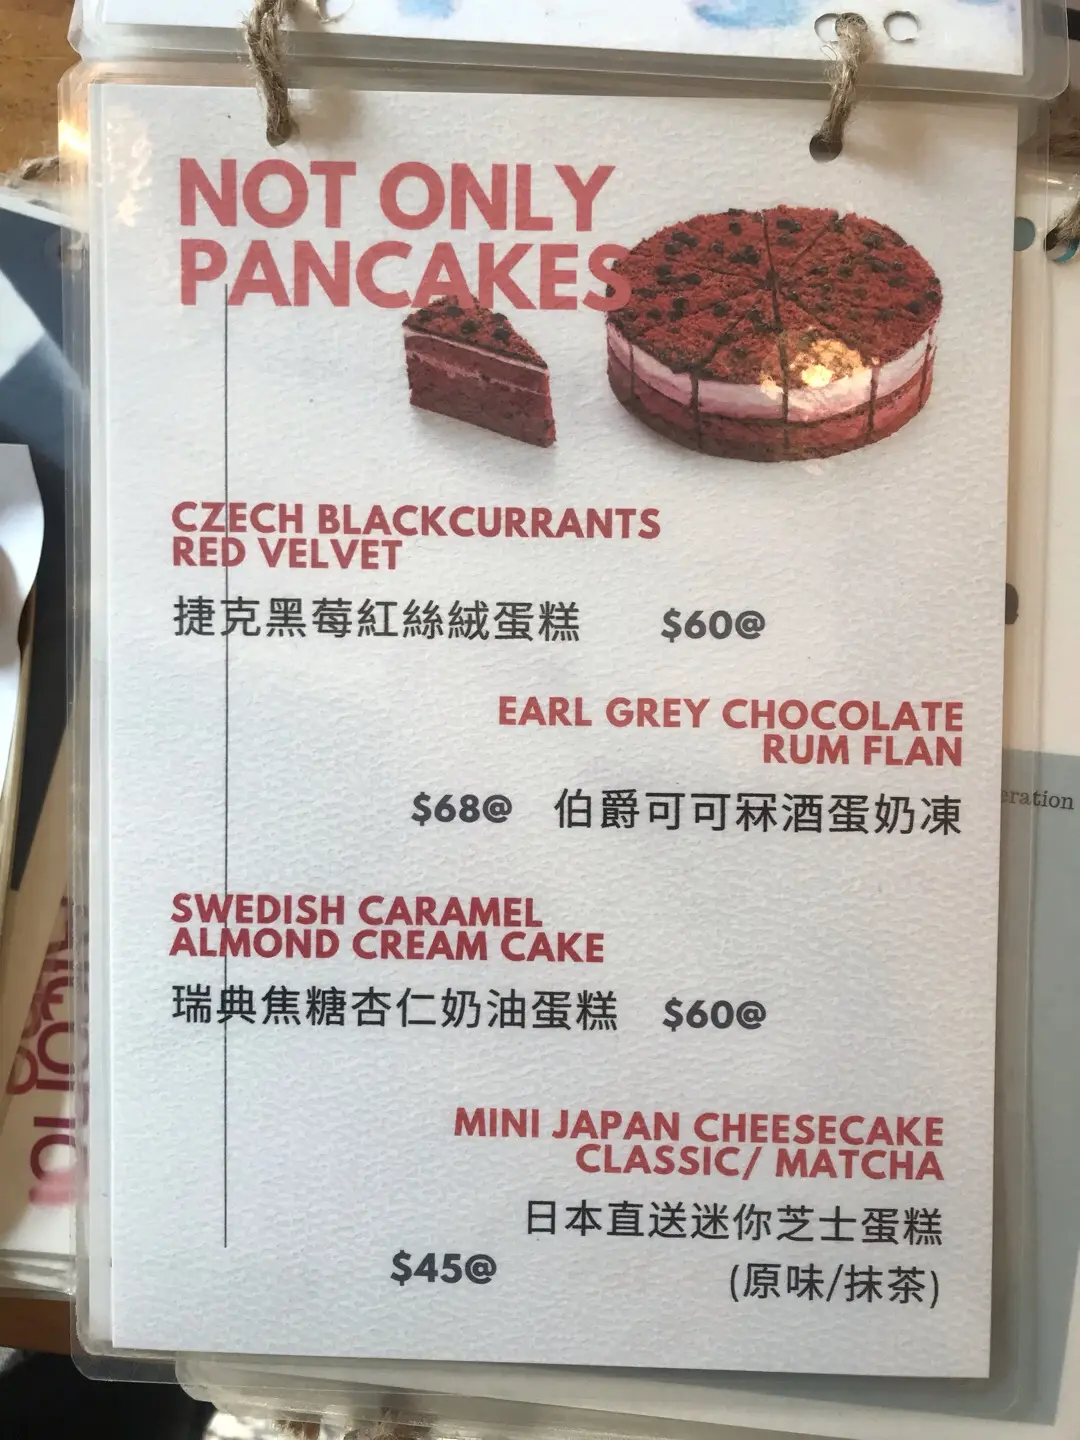 NOT ONLY
PANCAKES
CZECH BLACKCURRANTS
RED VELVET
捷克黑莓紅絲絨蛋糕 $60@
EARL GREY CHOCOLATE
RUM FLAN
$68@ 伯爵可可冧酒蛋奶凍
SWEDISH CARAMEL
ALMOND CREAM CAKE
瑞典焦糖杏仁奶油蛋糕 $60@
MINI JAPAN CHEESECAKE
CLASSIC/ MATCHA
日本直送迷你芝士蛋糕
$45@ (原味/抹茶)
eration